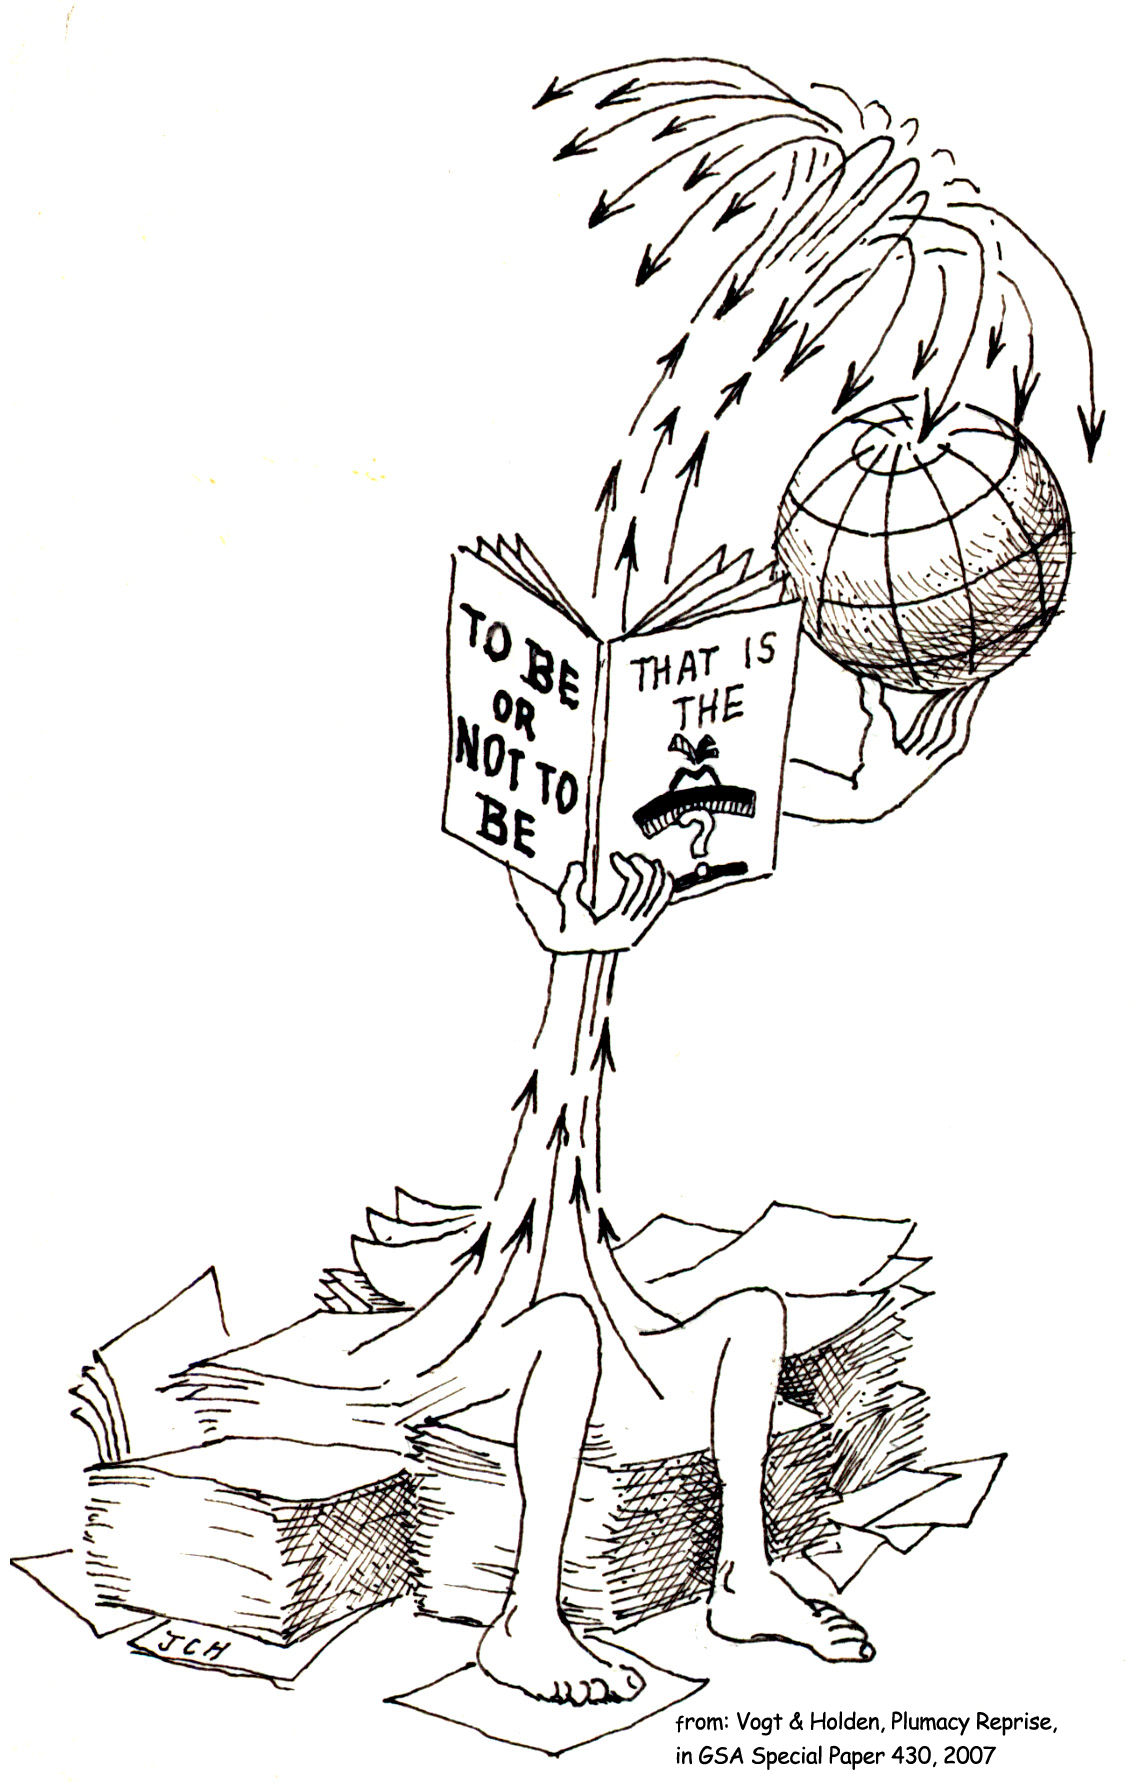 TO BE
OR
NOT TO
BE
THAT IS
THE
?
JCH
from: Vogt & Holden, Plumacy Reprise,
in GSA Special Paper 430, 2007